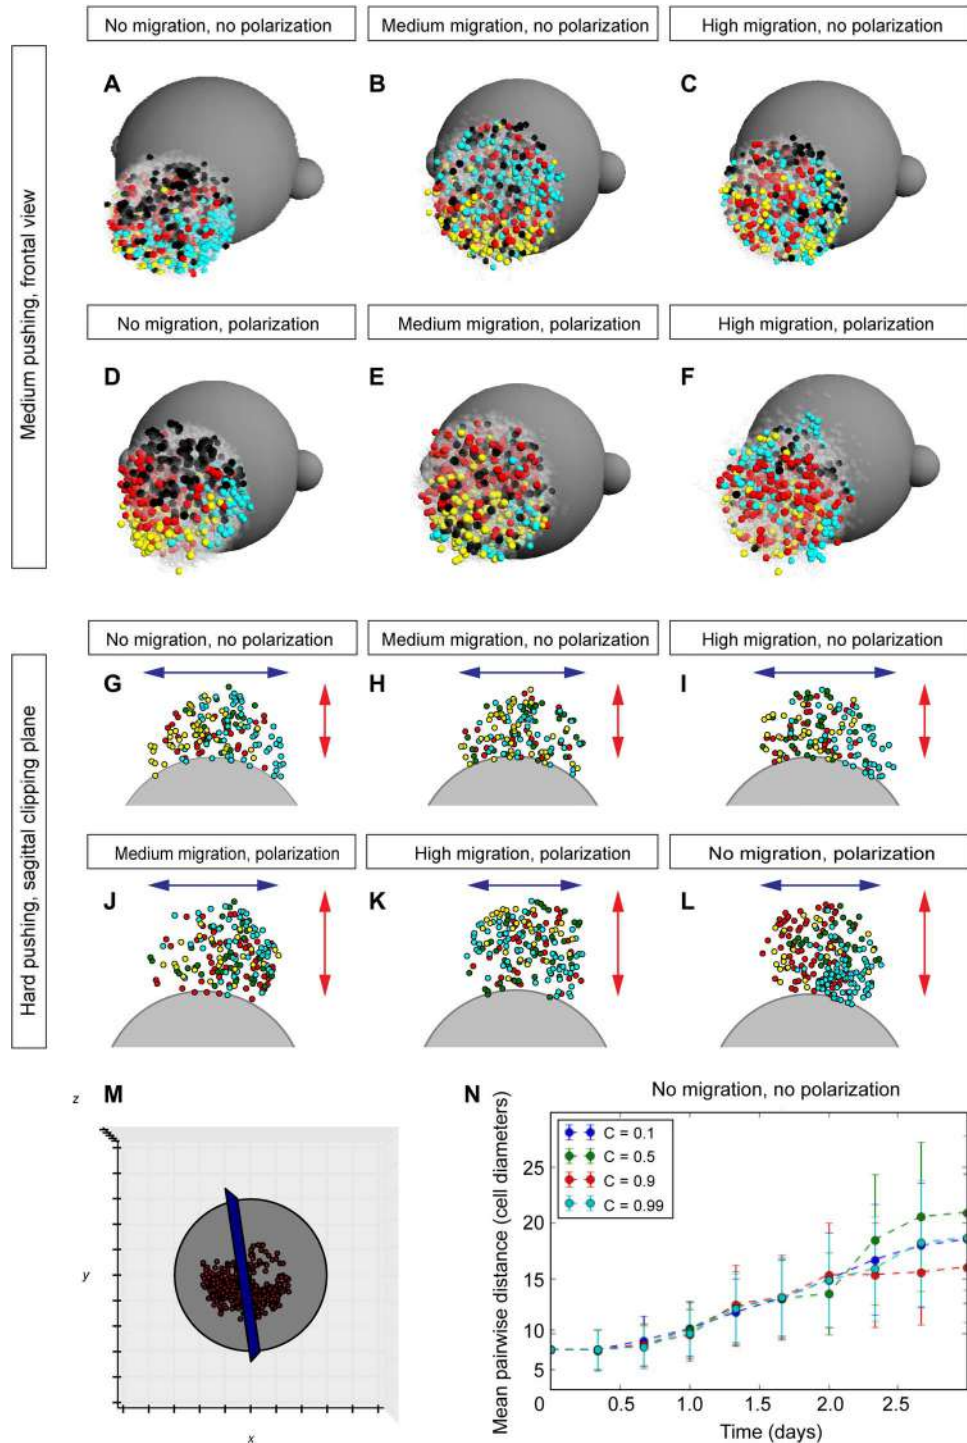 No migration, no polarization
Medium migration, no polarization
High migration, no polarization
Medium pushing, frontal view
A
B
C
No migration, polarization
Medium migration, polarization
High migration, polarization
D
E
F
Hard pushing, sagittal clipping plane
No migration, no polarization
Medium migration, no polarization
High migration, no polarization
G
H
I
Medium migration, polarization
High migration, polarization
No migration, polarization
J
K
L
M
z
y
x
N
No migration, no polarization
Mean pairwise distance (cell diameters)
C = 0.1
C = 0.5
C = 0.9
C = 0.99
25
20
15
10
5
0
0.5
1.0
1.5
2.0
2.5
Time (days)